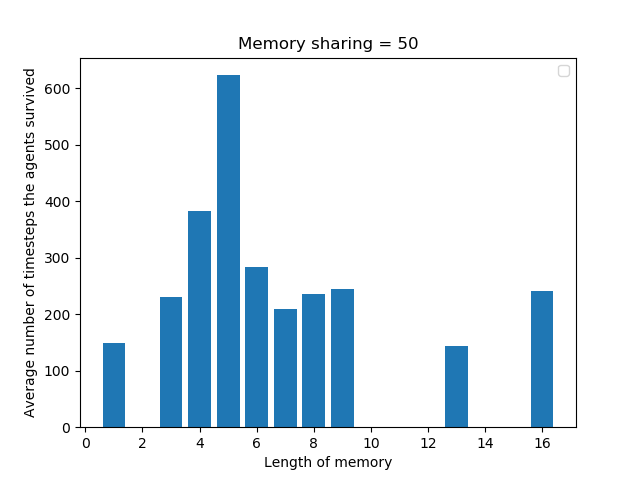 Memory sharing = 50
Average number of timesteps the agents survived
600
500
400
300
200
100
0
0 2 4 6 8 10 12 14 16
Length of memory